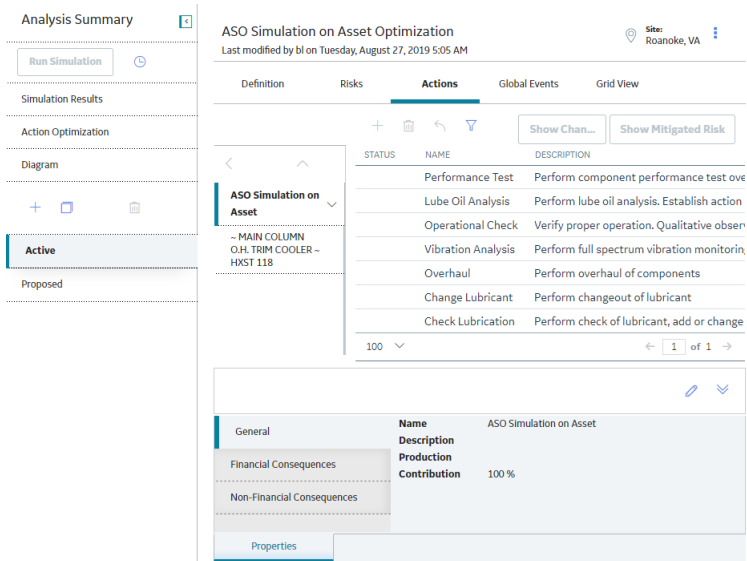 Analysis Summary
Run Simulation
Simulation Results
Action Optimization
Diagram
Active
Proposed
ASO Simulation on Asset Optimization
Last modified by bl on Tuesday, August 27, 2019 5:05 AM
Site:
Roanoke, VA
Definition Risks Actions Global Events Grid View
Show Chan... Show Mitigated Risk
ASO Simulation on
Asset
~ MAIN COLUMN
O.H. TRIM COOLER ~
HXST 118
STATUS NAME DESCRIPTION
Performance Test Perform component performance test ove
Lube Oil Analysis Perform lube oil analysis. Establish action
Operational Check Verify proper operation. Qualitative obser
Vibration Analysis Perform full spectrum vibration monitoring
Overhaul Perform overhaul of components
Change Lubricant Perform changeout of lubricant
Check Lubrication Perform check of lubricant, add or change
100 1 of 1
General
Financial Consequences
Non-Financial Consequences
Name ASO Simulation on Asset
Description
Production
Contribution 100 %
Properties